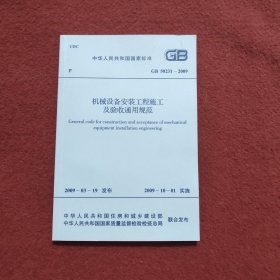 UDC
中华人民共和国国家标准
GB
P
GB 50231-2009
机械设备安装工程施工
及验收通用规范
General code for construction and acceptance of mechanical
equipment installation engineering
2009-03-19 发布
2009-10-01 实施
中华人民共和国住房和城乡建设部
中华人民共和国国家质量监督检验检疫总局
联合发布